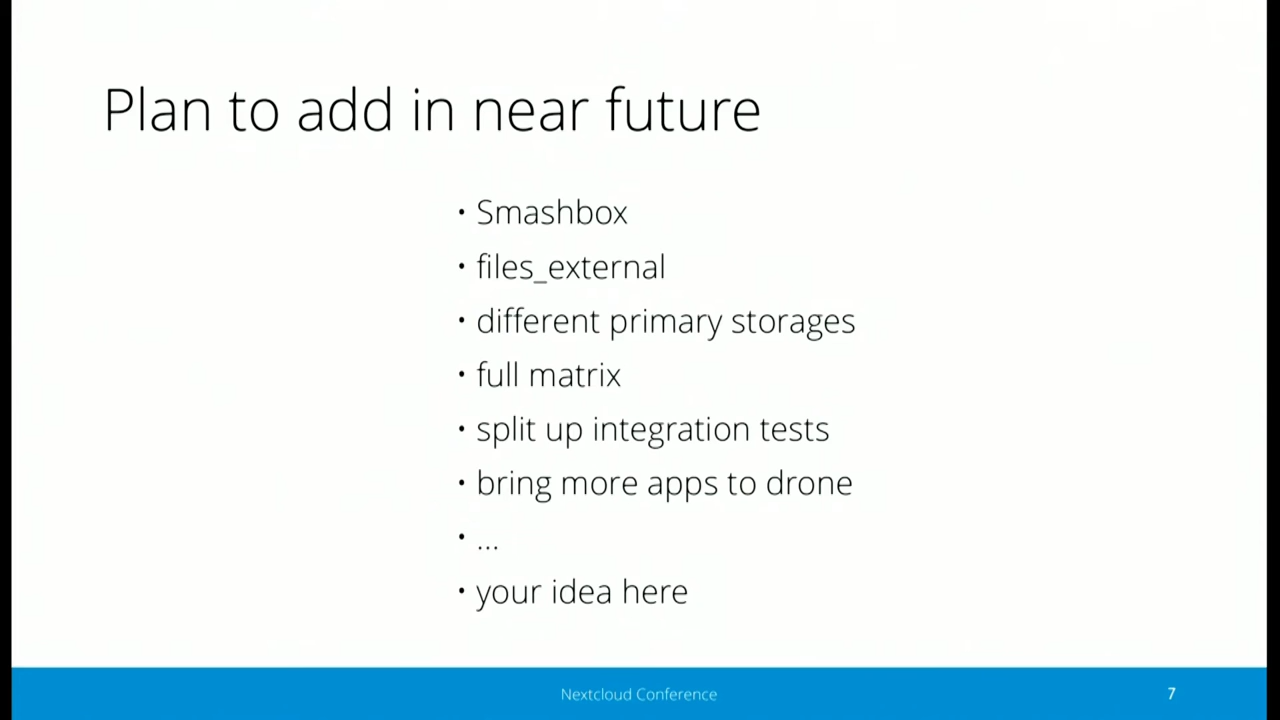 Plan to add in near future
• Smashbox
• files_external
• different primary storages
• full matrix
• split up integration tests
• bring more apps to drone
• ...
• your idea here
Nextcloud Conference
7